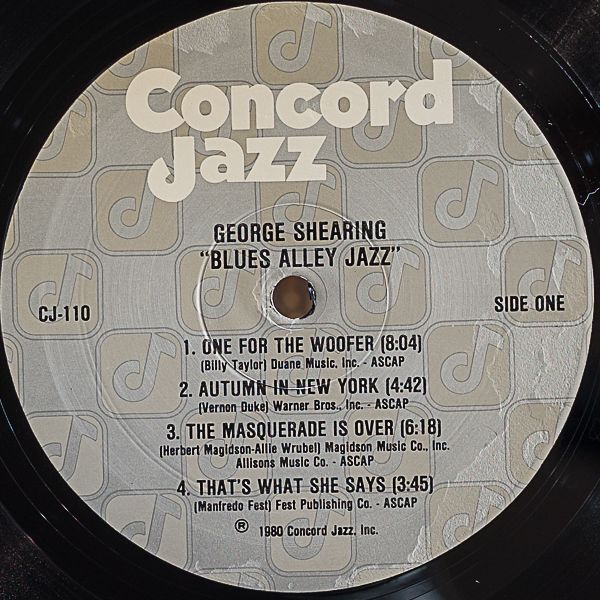 Concord
Jazz
GEORGE SHEARING
"BLUES ALLEY JAZZ"
CJ-110
SIDE ONE
1. ONE FOR THE WOOFER (8:04)
(Billy Taylor) Duane Music, Inc. - ASCAP
2. AUTUMN IN NEW YORK (4:42)
(Vernon Duke) Warner Bros., Inc. - ASCAP
3. THE MASQUERADE IS OVER (6:18)
(Herbert Magidson-Allie Wrubel) Magidson Music Co., Inc.
Allisons Music Co. - ASCAP
4. THAT'S WHAT SHE SAYS (3:45)
(Manfredo Fest) Fest Publishing Co. - ASCAP
® 1980 Concord Jazz, Inc.